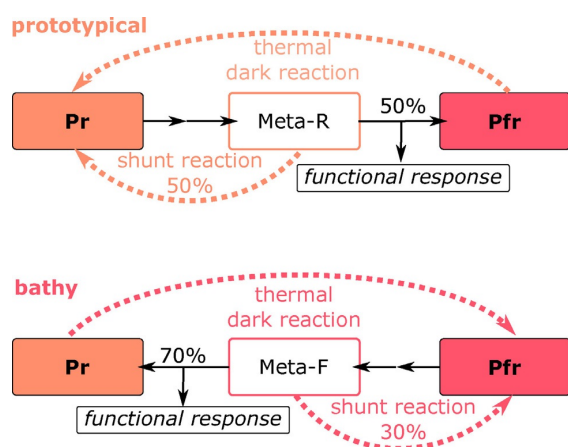 prototypical
thermal
dark reaction
Pr
Meta-R
50%
Pfr
shunt reaction
50%
functional response
bathy
thermal
dark reaction
Pr
70%
Meta-F
Pfr
functional response
shunt reaction
30%